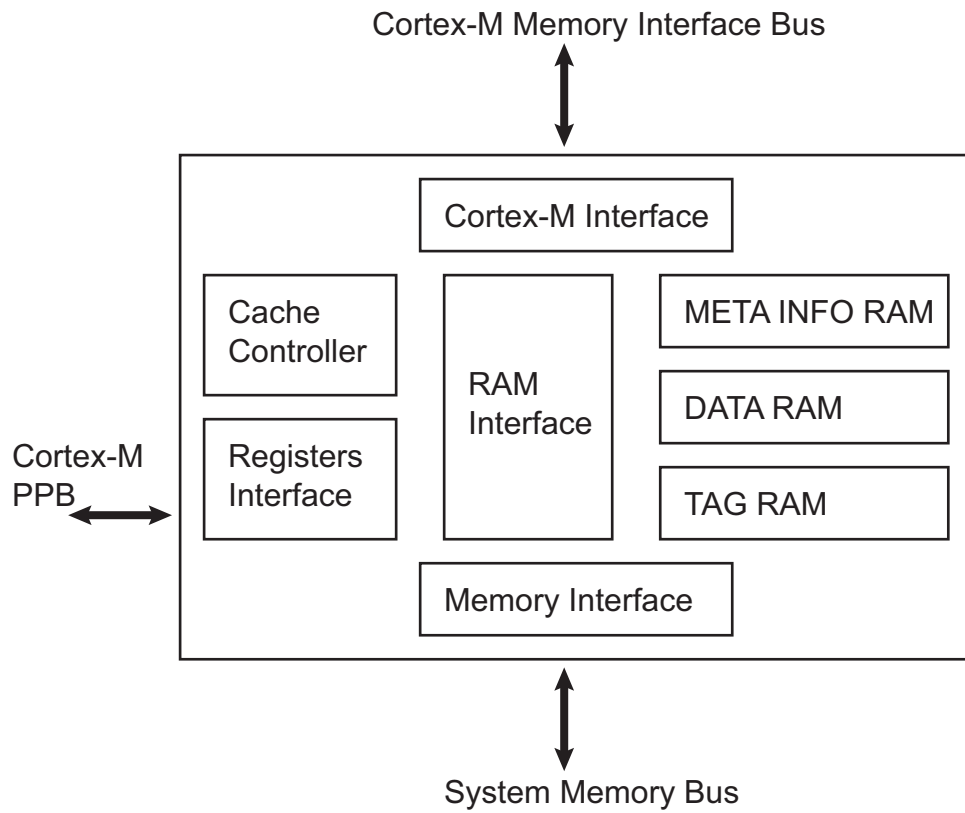 Cortex-M Memory Interface Bus
Cortex-M Interface
Cache
Controller
RAM
Interface
META INFO RAM
DATA RAM
TAG RAM
Registers
Interface
Cortex-M
PPB
Memory Interface
System Memory Bus